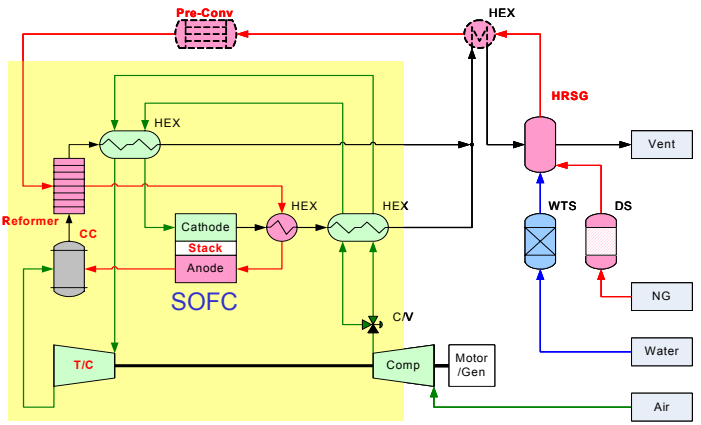 Pre-Conv
HEX
HRSG
HEX
Vent
Reformer
CC
HEX
HEX
WTS
DS
Cathode
Stack
Anode
SOFC
NG
C/V
T/C
Comp
Motor
/Gen
Water
Air